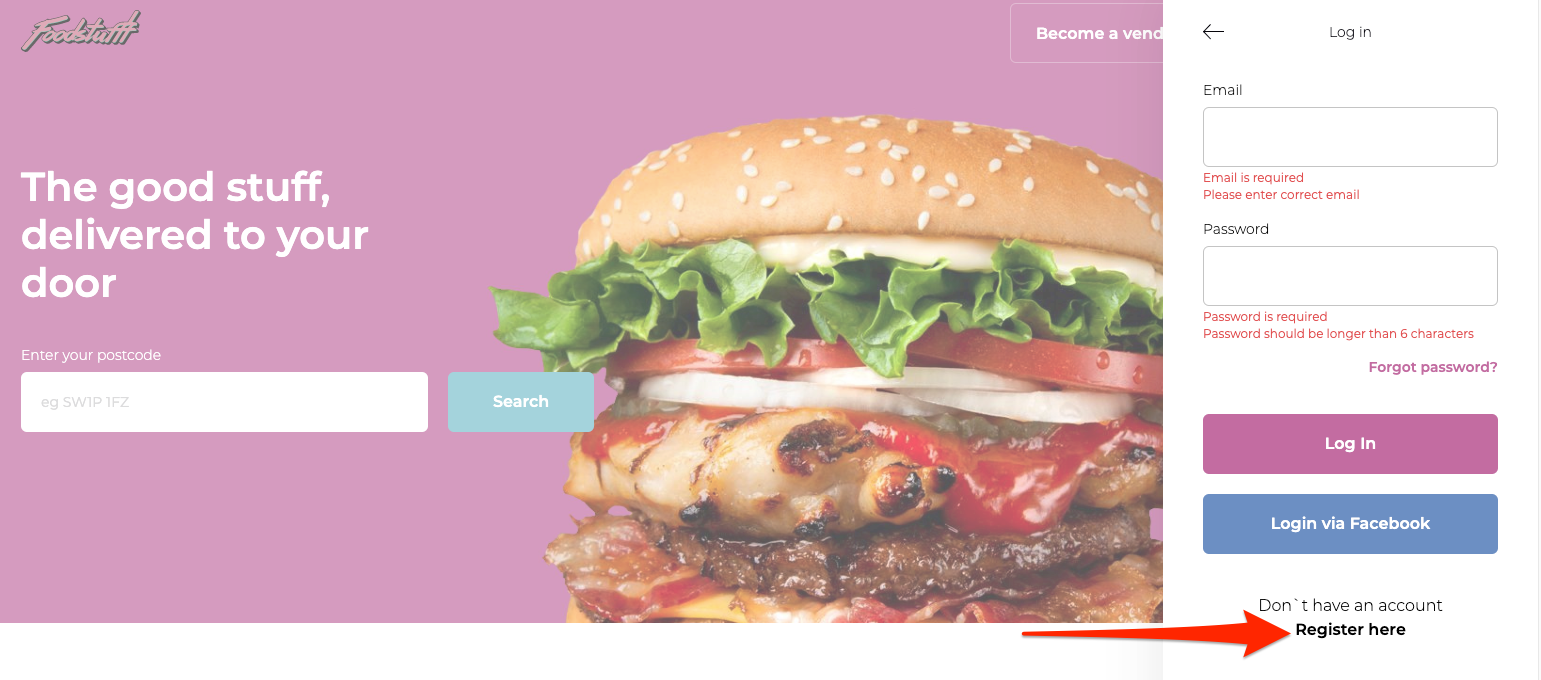 Foodstufff
Become a vend
The good stuff,
delivered to your
door
Enter your postcode
eg SW1P 1FZ
Search
Log in
Email
Email is required
Please enter correct email
Password
Password is required
Password should be longer than 6 characters
Forgot password?
Log In
Login via Facebook
Don`t have an account
Register here